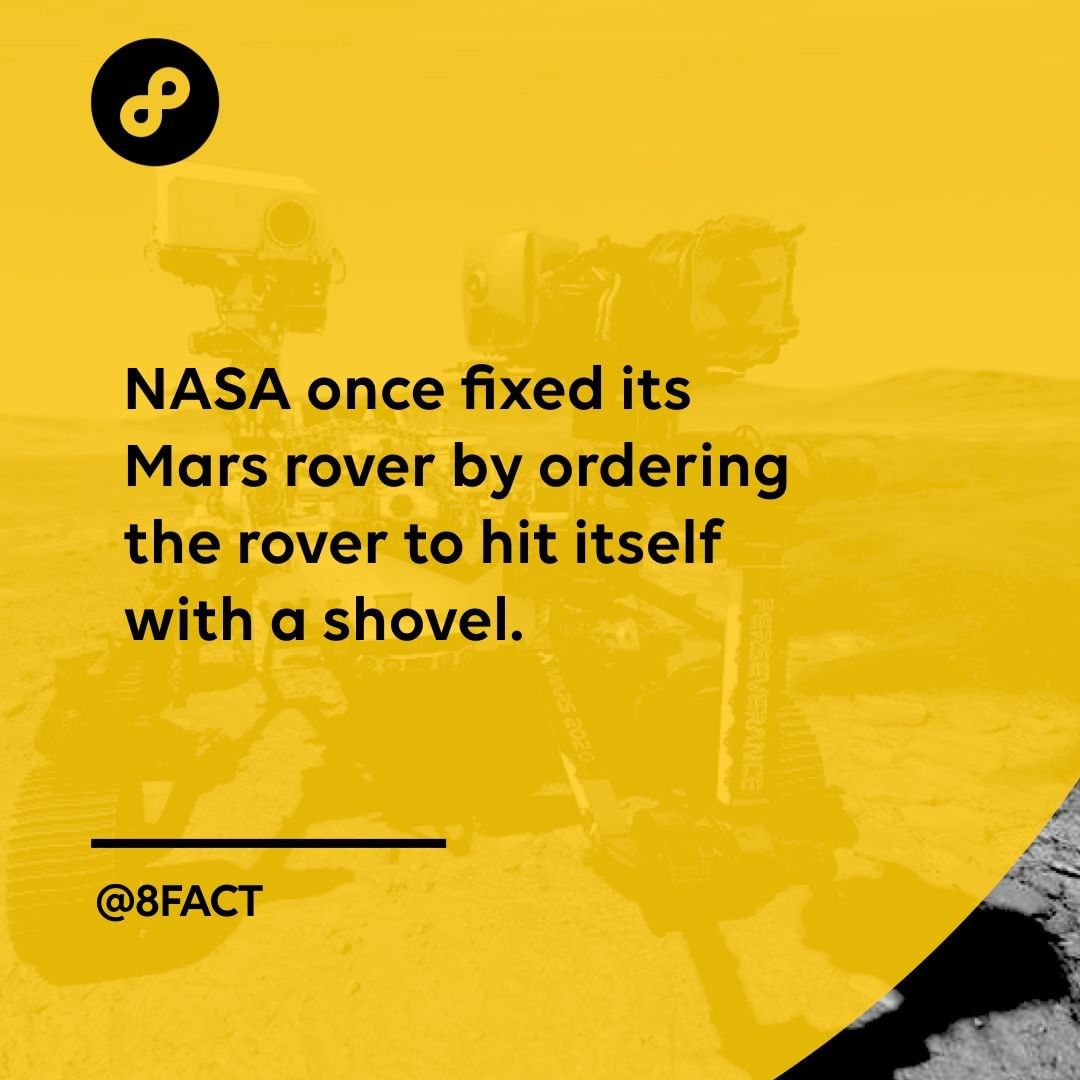 NASA once fixed its
Mars rover by ordering
the rover to hit itself
with a shovel.
PERSEVERANCE
MARS 2020
@8FACT